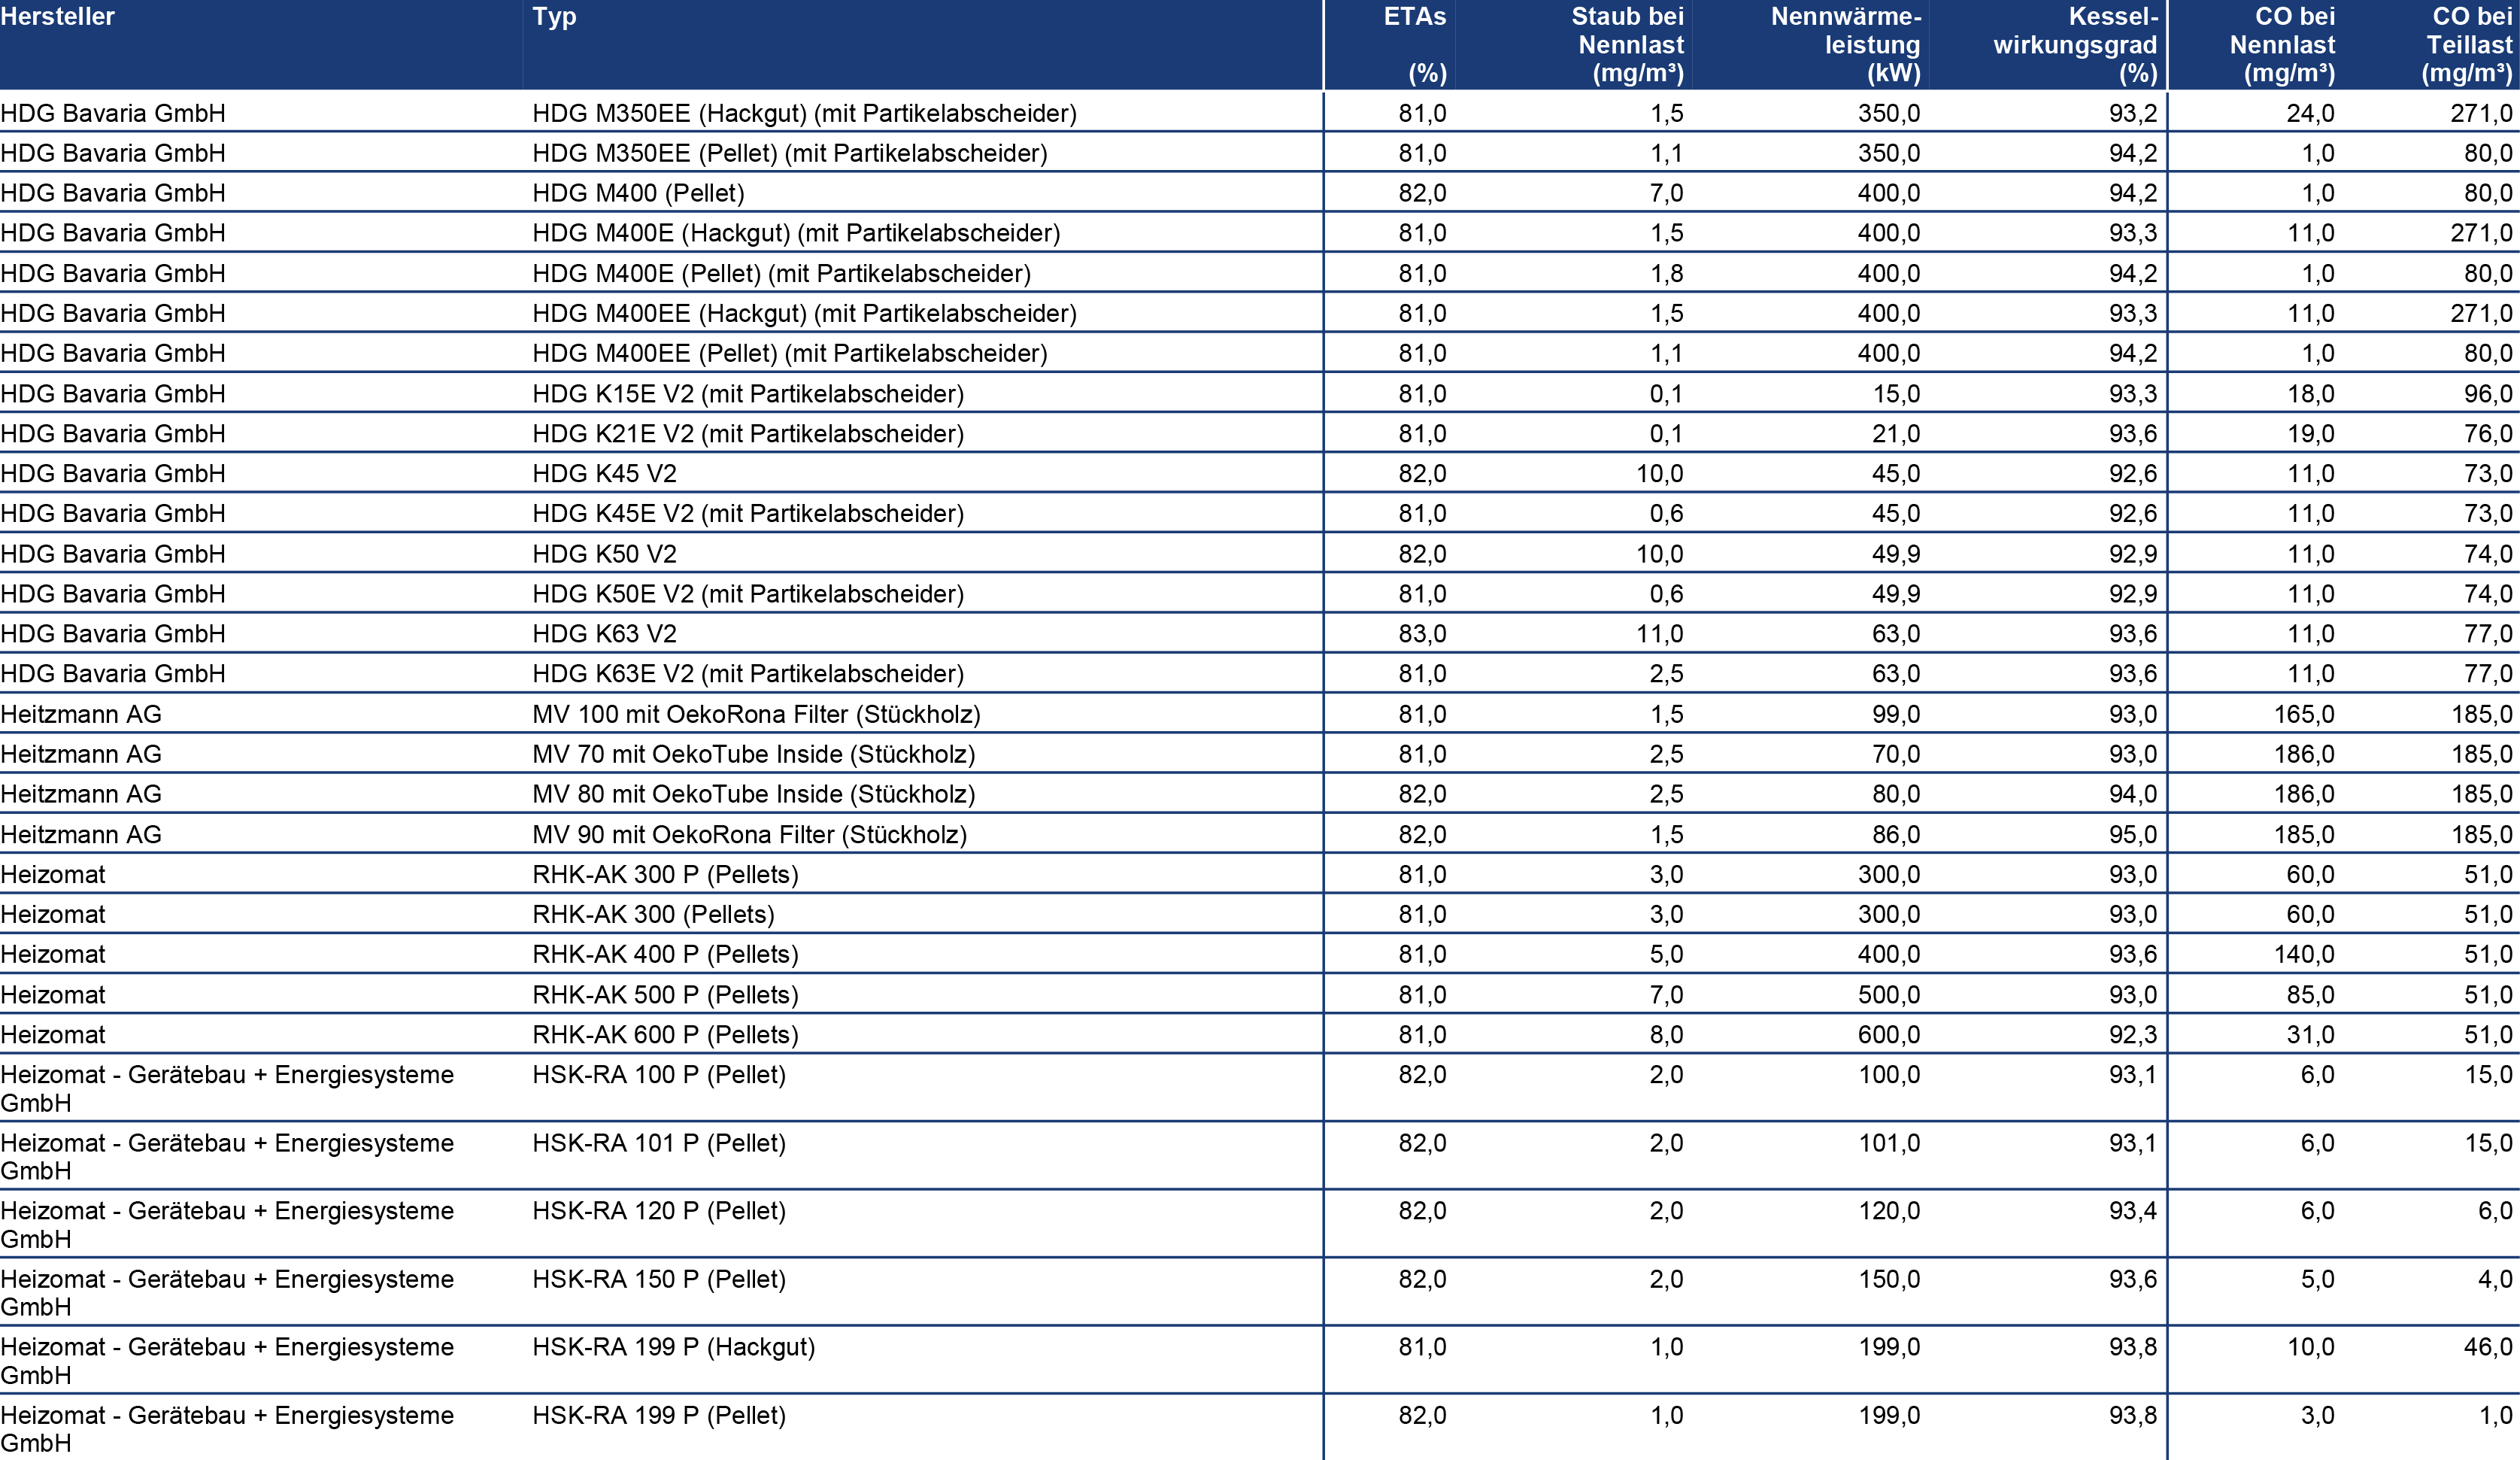 Hersteller Typ ETAs Staub bei Nennwärme- Kessel- CO bei CO bei
Nennlast leistung wirkungsgrad Nennlast Teillast
(%) (mg/m³) (kW) (%) (mg/m³) (mg/m³)
HDG Bavaria GmbH HDG M350EE (Hackgut) (mit Partikelabscheider) 81,0 1,5 350,0 93,2 24,0 271,0
HDG Bavaria GmbH HDG M350EE (Pellet) (mit Partikelabscheider) 81,0 1,1 350,0 94,2 1,0 80,0
HDG Bavaria GmbH HDG M400 (Pellet) 82,0 7,0 400,0 94,2 1,0 80,0
HDG Bavaria GmbH HDG M400E (Hackgut) (mit Partikelabscheider) 81,0 1,5 400,0 93,3 11,0 271,0
HDG Bavaria GmbH HDG M400E (Pellet) (mit Partikelabscheider) 81,0 1,8 400,0 94,2 1,0 80,0
HDG Bavaria GmbH HDG M400EE (Hackgut) (mit Partikelabscheider) 81,0 1,5 400,0 93,3 11,0 271,0
HDG Bavaria GmbH HDG M400EE (Pellet) (mit Partikelabscheider) 81,0 1,1 400,0 94,2 1,0 80,0
HDG Bavaria GmbH HDG K15E V2 (mit Partikelabscheider) 81,0 0,1 15,0 93,3 18,0 96,0
HDG Bavaria GmbH HDG K21E V2 (mit Partikelabscheider) 81,0 0,1 21,0 93,6 19,0 76,0
HDG Bavaria GmbH HDG K45 V2 82,0 10,0 45,0 92,6 11,0 73,0
HDG Bavaria GmbH HDG K45E V2 (mit Partikelabscheider) 81,0 0,6 45,0 92,6 11,0 73,0
HDG Bavaria GmbH HDG K50 V2 82,0 10,0 49,9 92,9 11,0 74,0
HDG Bavaria GmbH HDG K50E V2 (mit Partikelabscheider) 81,0 0,6 49,9 92,9 11,0 74,0
HDG Bavaria GmbH HDG K63 V2 83,0 11,0 63,0 93,6 11,0 77,0
HDG Bavaria GmbH HDG K63E V2 (mit Partikelabscheider) 81,0 2,5 63,0 93,6 11,0 77,0
Heitzmann AG MV 100 mit OekoRona Filter (Stückholz) 81,0 1,5 99,0 93,0 165,0 185,0
Heitzmann AG MV 70 mit OekoTube Inside (Stückholz) 81,0 2,5 70,0 93,0 186,0 185,0
Heitzmann AG MV 80 mit OekoTube Inside (Stückholz) 82,0 2,5 80,0 94,0 186,0 185,0
Heitzmann AG MV 90 mit OekoRona Filter (Stückholz) 82,0 1,5 86,0 95,0 185,0 185,0
Heizomat RHK-AK 300 P (Pellets) 81,0 3,0 300,0 93,0 60,0 51,0
Heizomat RHK-AK 300 (Pellets) 81,0 3,0 300,0 93,0 60,0 51,0
Heizomat RHK-AK 400 P (Pellets) 81,0 5,0 400,0 93,6 140,0 51,0
Heizomat RHK-AK 500 P (Pellets) 81,0 7,0 500,0 93,0 85,0 51,0
Heizomat RHK-AK 600 P (Pellets) 81,0 8,0 600,0 92,3 31,0 51,0
Heizomat - Gerätebau + Energiesysteme HSK-RA 100 P (Pellet) 82,0 2,0 100,0 93,1 6,0 15,0
GmbH
Heizomat - Gerätebau + Energiesysteme HSK-RA 101 P (Pellet) 82,0 2,0 101,0 93,1 6,0 15,0
GmbH
Heizomat - Gerätebau + Energiesysteme HSK-RA 120 P (Pellet) 82,0 2,0 120,0 93,4 6,0 6,0
GmbH
Heizomat - Gerätebau + Energiesysteme HSK-RA 150 P (Pellet) 82,0 2,0 150,0 93,6 5,0 4,0
GmbH
Heizomat - Gerätebau + Energiesysteme HSK-RA 199 P (Hackgut) 81,0 1,0 199,0 93,8 10,0 46,0
GmbH
Heizomat - Gerätebau + Energiesysteme HSK-RA 199 P (Pellet) 82,0 1,0 199,0 93,8 3,0 1,0
GmbH